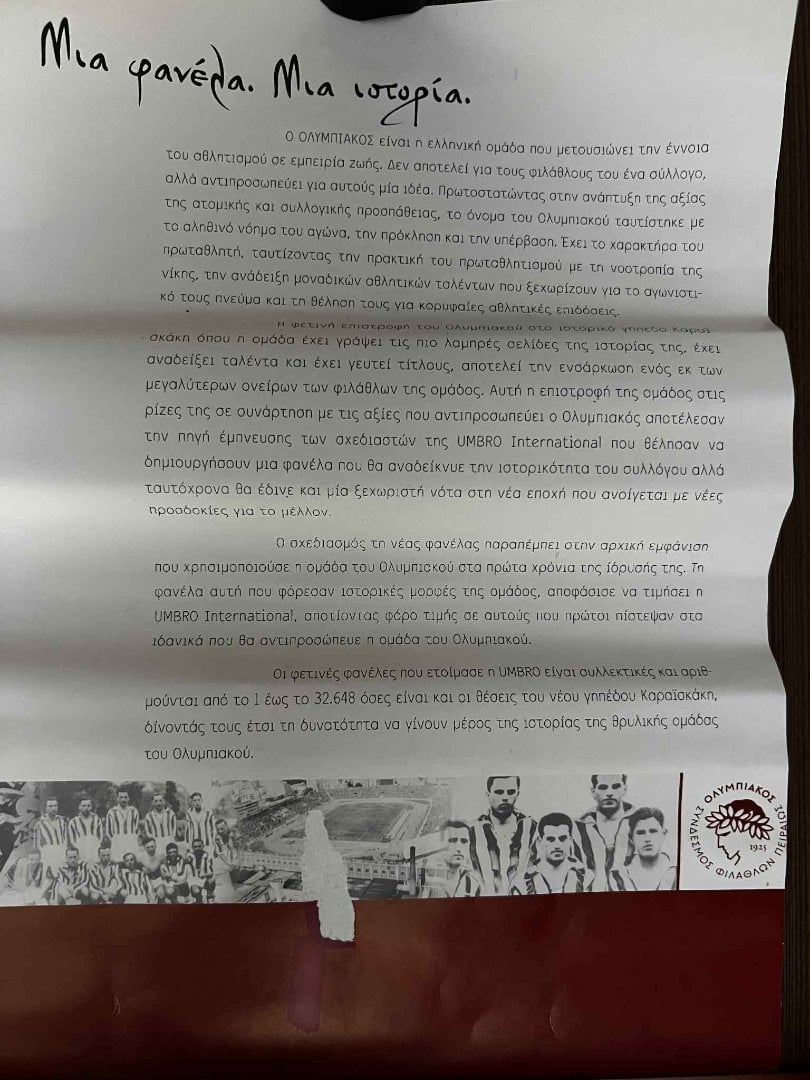 Μια φανέλα. Μια ιστορία.
Ο ΟΛΥΜΠΙΑΚΟΣ είναι η ελληνική ομάδα που μετουσιώνει την έννοια
του αθλητισμού σε εμπειρία ζωής. Δεν αποτελεί για τους φιλάθλους του ένα σύλλογο,
αλλά αντιπροσωπεύει για αυτούς μία ιδέα. Πρωτοστατώντας στην ανάπτυξη της αξίας
της ατομικής και συλλογικής προσπάθειας, το όνομα του Ολυμπιακού ταυτίστηκε με
το αληθινό νόημα του αγώνα, την πρόκληση και την υπέρβαση. Έχει το χαρακτήρα του
πρωταθλητή, ταυτίζοντας την πρακτική του πρωταθλητισμού με τη νοοτροπία της
νίκης, την ανάδειξη μοναδικών αθλητικών ταλέντων που ξεχωρίζουν για το αγωνιστι-
κό τους πνεύμα και τη θέληση τους για κορυφαίες αθλητικές επιδόσεις.
Η φετινή επιστροφή του Ολυμπιακού στο ιστορικό γήπεδο Καραϊ-
σκάκη όπου η ομάδα έχει γράψει τις πιο λαμπρές σελίδες της ιστορίας της, έχει
αναδείξει ταλέντα και έχει γευτεί τίτλους, αποτελεί την ενσάρκωση ενός εκ των
μεγαλύτερων ονείρων των φιλάθλων της ομάδος. Αυτή η επιστροφή της ομάδος στις
ρίζες της σε συνάρτηση με τις αξίες που αντιπροσωπεύει ο Ολυμπιακός αποτέλεσαν
την πηγή έμπνευσης των σχεδιαστών της UMBRO International που θέλησαν να
δημιουργήσουν μια φανέλα που θα αναδείκνυε την ιστορικότητα του συλλόγου αλλά
ταυτόχρονα θα έδινε και μία ξεχωριστή νότα στη νέα εποχή που ανοίγεται με νέες
προσδοκίες για το μέλλον.
Ο σχεδιασμός τη νέας φανέλας παραπέμπει στην αρχική εμφάνιση
που χρησιμοποιούσε η ομάδα του Ολυμπιακού στα πρώτα χρόνια της ίδρυσής της. Τη
φανέλα αυτή που φόρεσαν ιστορικές μορφές της ομάδος, αποφάσισε να τιμήσει η
UMBRO International, αποτίοντας φόρο τιμής σε αυτούς που πρώτοι πίστεψαν στα
ιδανικά που θα αντιπρόσωπευε η ομάδα του Ολυμπιακού.
Οι φετινές φανέλες που ετοίμασε η UMBRO είναι συλλεκτικές και αριθ-
μούνται από το 1 έως το 32.648 όσες είναι και οι θέσεις του νέου γηπέδου Καραϊσκάκη,
δίνοντάς τους έτσι τη δυνατότητα να γίνουν μέρος της ιστορίας της θρυλικής ομάδας
του Ολυμπιακού.
ΟΛΥΜΠΙΑΚΟΣ
ΣΥΝΔΕΣΜΟΣ ΦΙΛΑΘΛΩΝ ΠΕΙΡΑΙΩΣ
1925